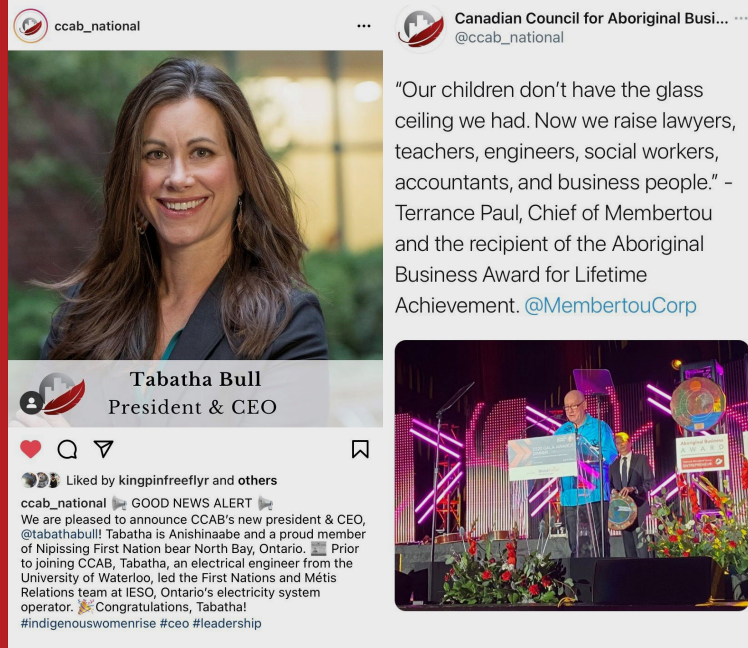 ccab_national
Tabatha Bull
President & CEO
Liked by kingpinfreeflyr and others
ccab_national 📢 GOOD NEWS ALERT 📢
We are pleased to announce CCAB's new president & CEO,
@tabathabull! Tabatha is Anishinaabe and a proud member
of Nipissing First Nation bear North Bay, Ontario. Prior
to joining CCAB, Tabatha, an electrical engineer from the
University of Waterloo, led the First Nations and Métis
Relations team at IESO, Ontario's electricity system
operator. 🎉Congratulations, Tabatha!
#indigenouswomenrise #ceo #leadership
Canadian Council for Aboriginal Busi...
@ccab_national
“Our children don’t have the glass
ceiling we had. Now we raise lawyers,
teachers, engineers, social workers,
accountants, and business people.” –
Terrance Paul, Chief of Membertou
and the recipient of the Aboriginal
Business Award for Lifetime
Achievement. @MembertouCorp
Aboriginal Business
AWARD